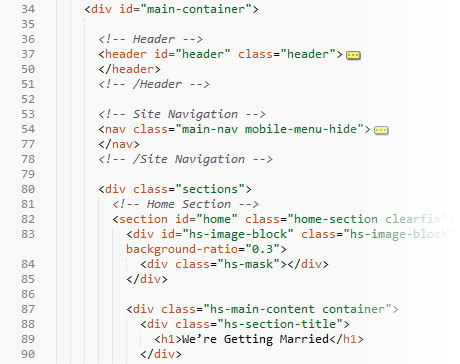 34 <div id="main-container">
35
36 <!-- Header -->
37 <header id="header" class="header">
50 </header>
51 <!-- /Header -->
52
53 <!-- Site Navigation -->
54 <nav class="main-nav mobile-menu-hide">
77 </nav>
78 <!-- /Site Navigation -->
79
80 <div class="sections">
81 <!-- Home Section -->
82 <section id="home" class="home-section clearfix">
83 <div id="hs-image-block" class="hs-image-block"
background-ratio="0.3">
84 <div class="hs-mask"></div>
85 </div>
86
87 <div class="hs-main-content container">
88 <div class="hs-section-title">
89 <h1>We’re Getting Married</h1>
90 </div>